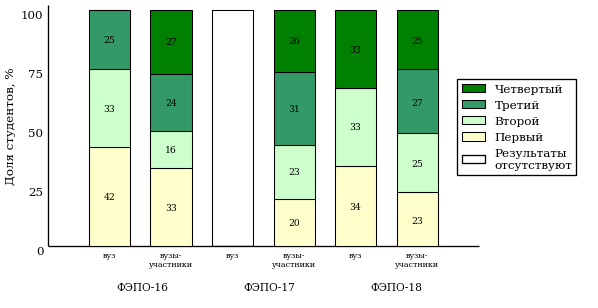 100
75
50
25
0
Доля студентов, %
25
33
42
27
24
16
33
26
31
23
20
33
33
34
25
27
25
23
вуз
вузы-
участники
вуз
вузы-
участники
вуз
вузы-
участники
ФЭПО-16
ФЭПО-17
ФЭПО-18
Четвертый
Третий
Второй
Первый
Результаты
отсутствуют